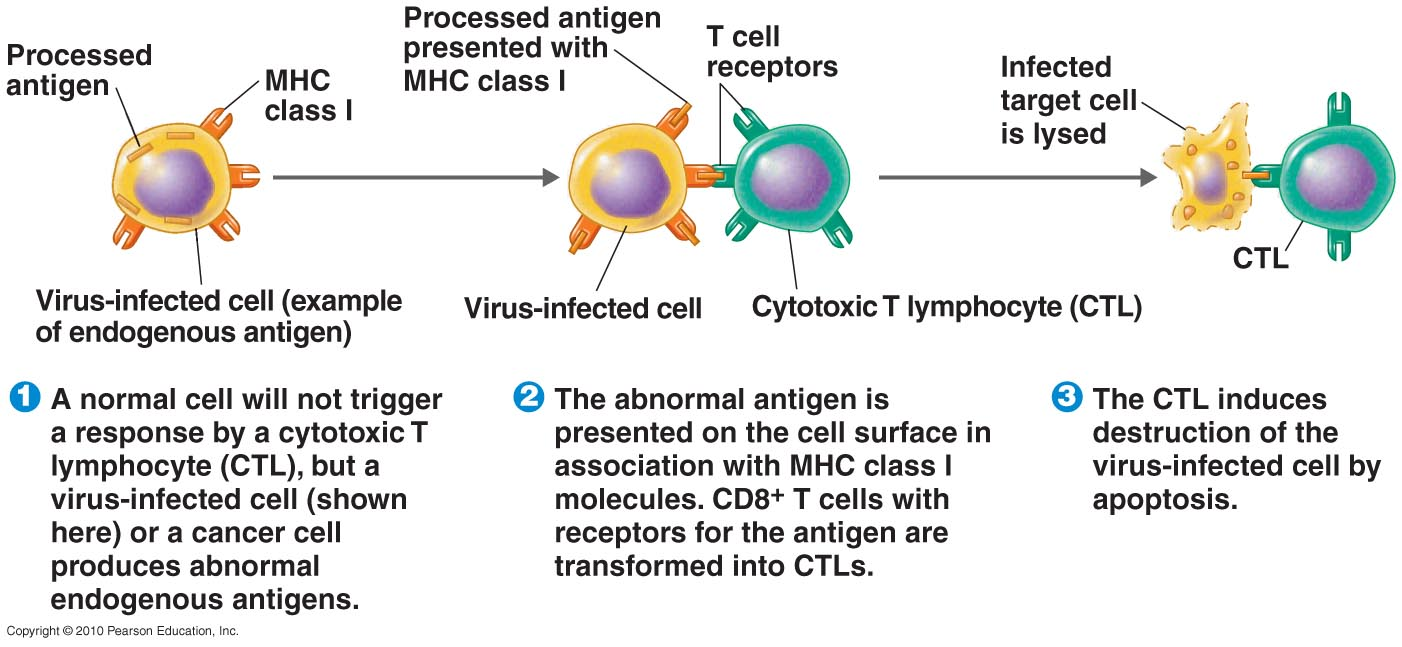 Processed
antigen
MHC
class I
Virus-infected cell (example
of endogenous antigen)
Processed antigen
presented with
MHC class I
T cell
receptors
Virus-infected cell
Cytotoxic T lymphocyte (CTL)
Infected
target cell
is lysed
CTL
1 A normal cell will not trigger
a response by a cytotoxic T
lymphocyte (CTL), but a
virus-infected cell (shown
here) or a cancer cell
produces abnormal
endogenous antigens.
2 The abnormal antigen is
presented on the cell surface in
association with MHC class I
molecules. CD8⁺ T cells with
receptors for the antigen are
transformed into CTLs.
3 The CTL induces
destruction of the
virus-infected cell by
apoptosis.
Copyright © 2010 Pearson Education, Inc.